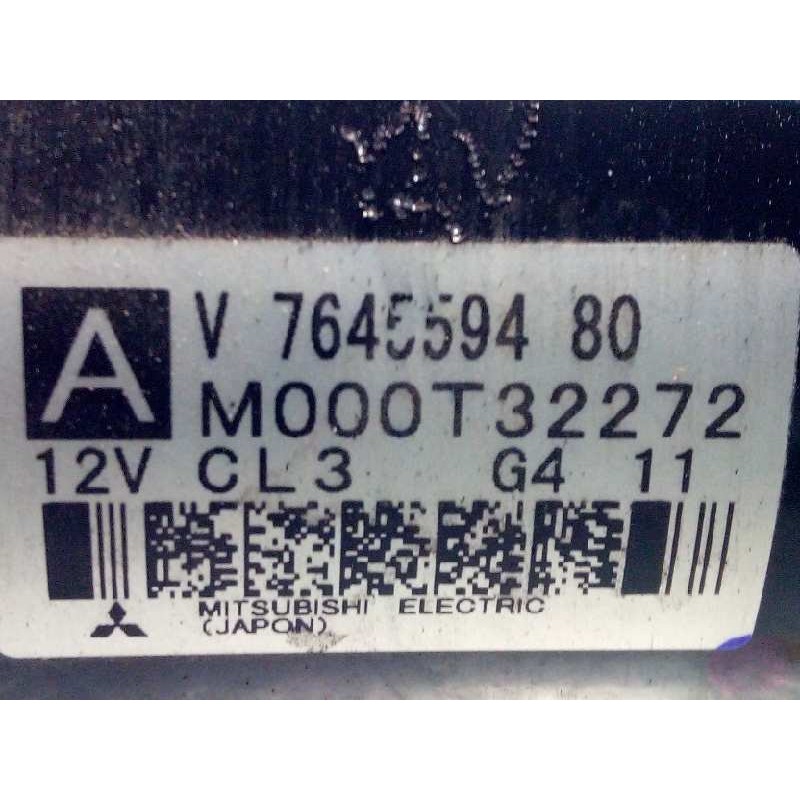 A
V 7645594 80
M000T32272
12V CL3 G4 11
MITSUBISHI ELECTRIC
(JAPON)